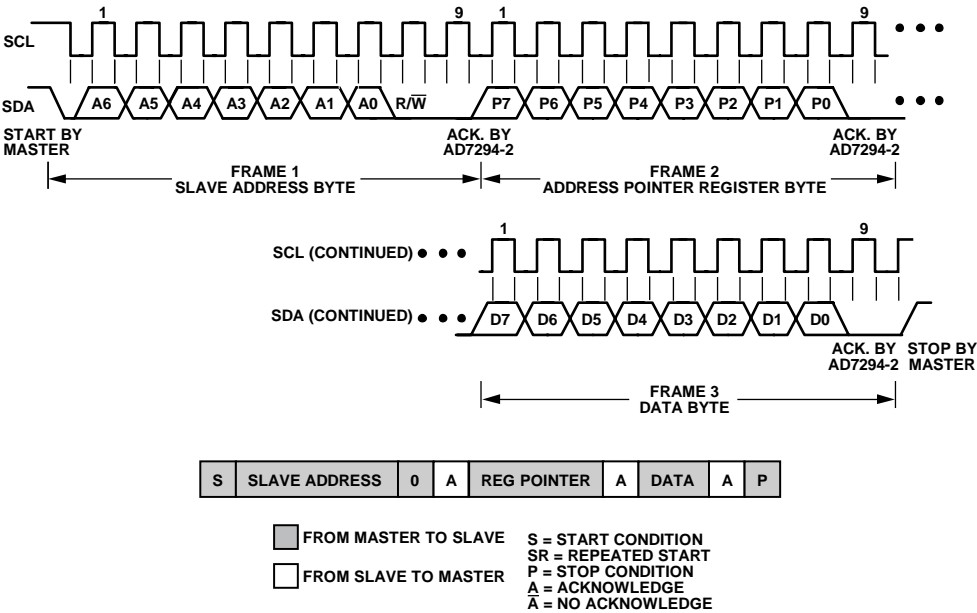 1 9 1 9
SCL
SDA A6 A5 A4 A3 A2 A1 A0 R/W̅ P7 P6 P5 P4 P3 P2 P1 P0
START BY
MASTER
ACK. BY
AD7294-2
ACK. BY
AD7294-2
FRAME 1
SLAVE ADDRESS BYTE
FRAME 2
ADDRESS POINTER REGISTER BYTE
1 9
SCL (CONTINUED)
SDA (CONTINUED) D7 D6 D5 D4 D3 D2 D1 D0
ACK. BY
AD7294-2
STOP BY
MASTER
FRAME 3
DATA BYTE
S SLAVE ADDRESS 0 A REG POINTER A DATA A P
FROM MASTER TO SLAVE
FROM SLAVE TO MASTER
S = START CONDITION
SR = REPEATED START
P = STOP CONDITION
A = ACKNOWLEDGE
A̅ = NO ACKNOWLEDGE